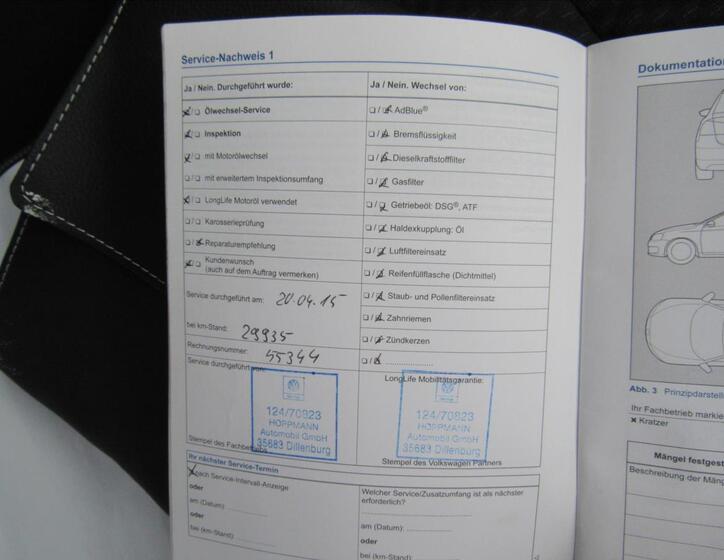 Service-Nachweis 1
Ja / Nein. Durchgeführt wurde:
Ölwechsel-Service
Inspektion
mit Motorölwechsel
mit erweitertem Inspektionsumfang
LongLife Motoröl verwendet
Karosserieprüfung
Reparaturempfehlung
Kundenwunsch
(auch auf dem Auftrag vermerken)
Service durchgeführt am: 20.04.15
bei km-Stand: 29935
Rechnungsnummer: 55344
Service durchgeführt von:
124/70823
HOPPMANN
Automobil GmbH
35683 Dillenburg
Stempel des Fachbetriebs
Ja / Nein. Wechsel von:
AdBlue®
Bremsflüssigkeit
Dieselkraftstofffilter
Gasfilter
Getriebeöl: DSG®, ATF
Haldexkupplung: Öl
Luftfiltereinsatz
Reifenfüllflasche (Dichtmittel)
Staub- und Pollenfiltereinsatz
Zahnriemen
Zündkerzen
LongLife Mobilitätsgarantie:
124/70823
HOPPMANN
Automobil GmbH
35683 Dillenburg
Stempel des Volkswagen Partners
Ihr nächster Service-Termin
nach Service-Intervall-Anzeige
oder
am (Datum)
oder
bei (km-Stand)
Welcher Service/Zusatzumfang ist als nächster
erforderlich?
am (Datum):
oder
bei (km-Stand)
Dokumentation
Abb. 3 Prinzipdarstell
Ihr Fachbetrieb markie
× Kratzer
Mängel festgest
Beschreibung der Mäng